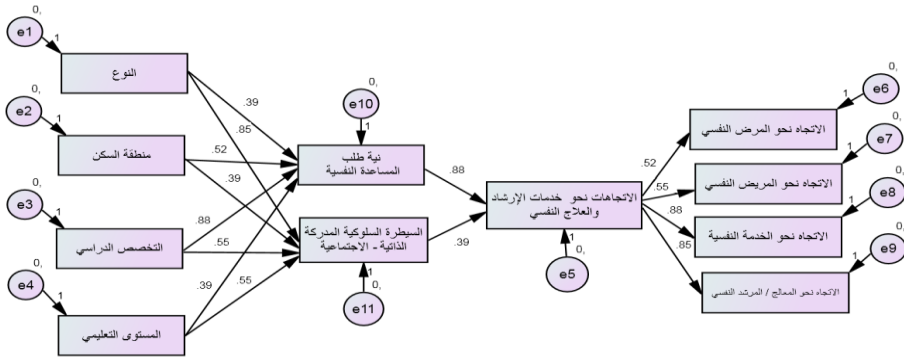 0,
e1
1
النوع
0,
e2
1
منطقة السكن
0,
e3
1
التخصص الدراسي
0,
e4
1
المستوى التعليمي
.39
.85
.52
.39
.88
.55
.39
.55
0,
e10
1
نية طلب
المساعدة النفسية
السيطرة السلوكية المدركة
الذاتية - الاجتماعية
1
0,
e11
.88
.39
الاتجاهات نحو خدمات الإرشاد
والعلاج النفسي
1
0,
e5
.52
.55
.88
.85
0,
e6
1
الاتجاه نحو المرض النفسي
0,
e7
1
الاتجاه نحو المريض النفسي
0,
e8
1
الاتجاه نحو الخدمة النفسية
0,
e9
1
الاتجاه نحو المعالج / المرشد النفسي